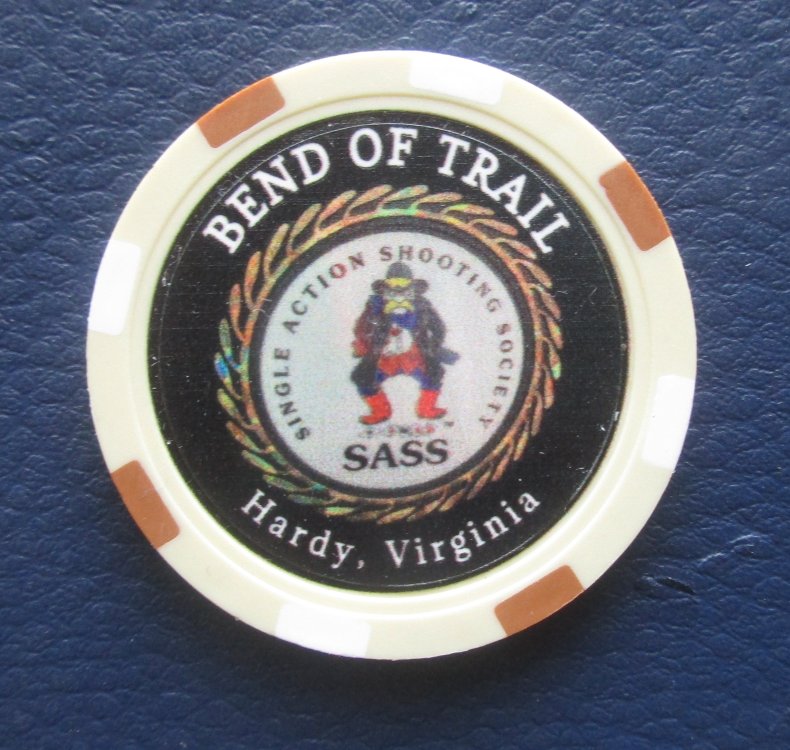 BEND OF TRAIL
SINGLE ACTION SHOOTING SOCIETY
SASS
Hardy, Virginia